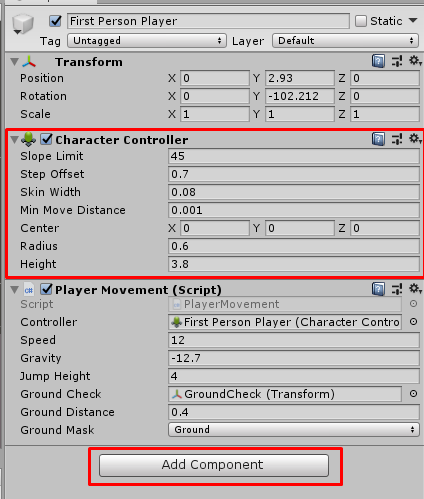 First Person Player Static
Tag Untagged Layer Default
Transform
Position X 0 Y 2.93 Z 0
Rotation X 0 Y -102.212 Z 0
Scale X 1 Y 1 Z 1
Character Controller
Slope Limit 45
Step Offset 0.7
Skin Width 0.08
Min Move Distance 0.001
Center X 0 Y 0 Z 0
Radius 0.6
Height 3.8
C# Player Movement (Script)
Script PlayerMovement
Controller First Person Player (Character Contro
Speed 12
Gravity -12.7
Jump Height 4
Ground Check GroundCheck (Transform)
Ground Distance 0.4
Ground Mask Ground
Add Component